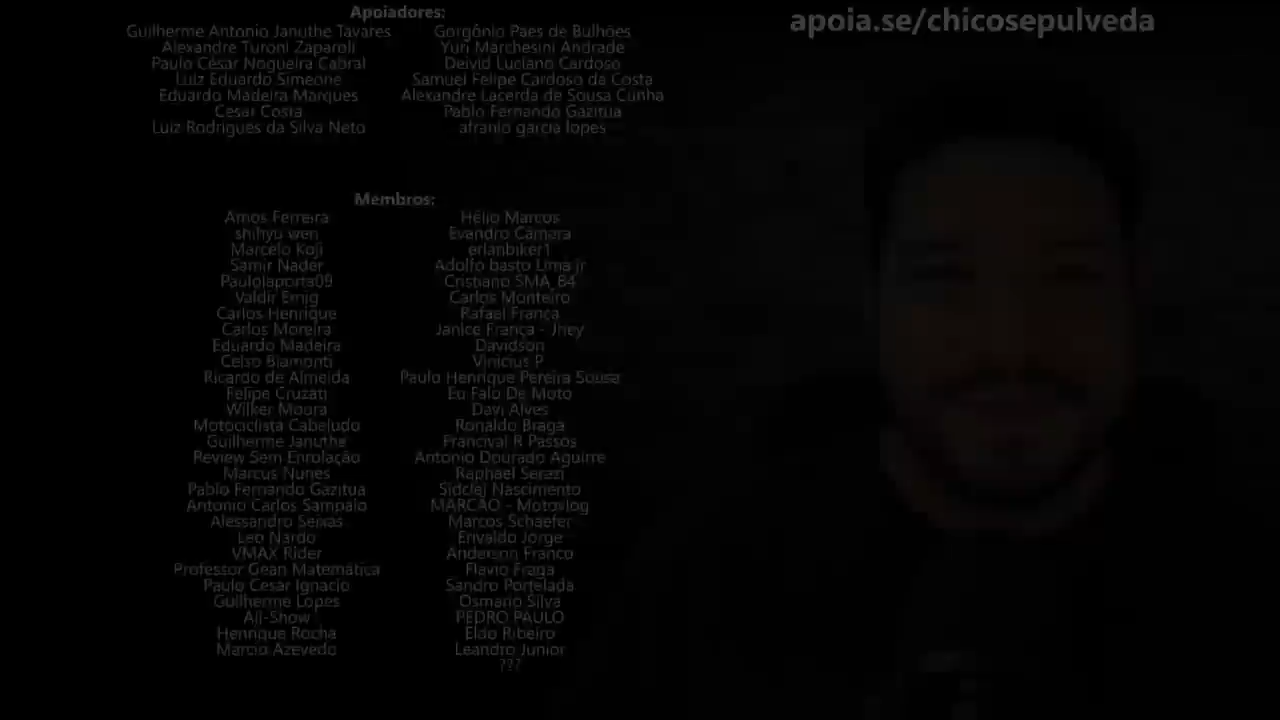 Apoiadores:
Guilherme Antonio Januthe Tavares
Alexandre Turoni Zaparoli
Paulo César Nogueira Cabral
Luiz Eduardo Simeone
Eduardo Madeira Marques
Cesar Costa
Luiz Rodrigues da Silva Neto
Gorgônio Paes de Bulhões
Yuri Marchesini Andrade
Deivid Luciano Cardoso
Samuel Felipe Cardoso da Costa
Alexandre Lacerda de Sousa Cunha
Pablo Fernando Gazitua
afranio garcia lopes
Membros:
Amos Ferreira
shihyu wen
Marcelo Koji
Samir Nader
Paulolaporta09
Valdir Emig
Carlos Henrique
Carlos Moreira
Eduardo Madeira
Celso Biamonti
Ricardo de Almeida
Felipe Cruzati
Wilker Moura
Motociclista Cabeludo
Guilherme Januthe
Review Sem Enrolação
Marcus Nunes
Pablo Fernando Gazitua
Antonio Carlos Sampaio
Alessandro Seixas
Leo Nardo
VMAX Rider
Professor Gean Matemática
Paulo Cesar Ignacio
Guilherme Lopes
All-Show
Henrique Rocha
Marcio Azevedo
Hélio Marcos
Evandro Câmara
erlanbiker1
Adolfo basto Lima jr
Cristiano SMA_84
Carlos Monteiro
Rafael França
Janice França - Jhey
Davidson
Vinicius P
Paulo Henrique Pereira Sousa
Eu Falo De Moto
Davi Alves
Ronaldo Braga
Francival R Passos
Antonio Dourado Aguirre
Raphael Serazi
Sidclej Nascimento
MARCÃO - Motovlog
Marcos Schaefer
Erivaldo Jorge
Anderson Franco
Flavio Fraga
Sandro Portelada
Osmano Silva
PEDRO PAULO
Eldo Ribeiro
Leandro Junior
???
apoia.se/chicosepulveda